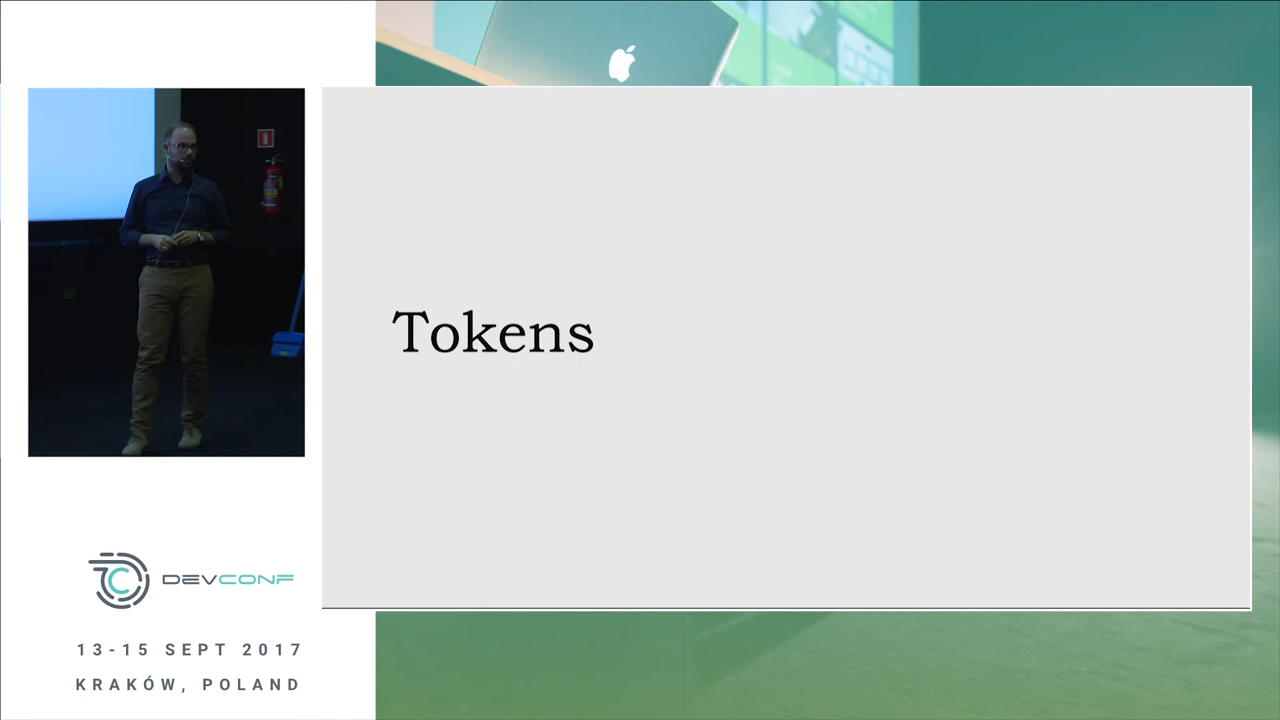 Tokens
DEVCONF
13-15 SEPT 2017
KRAKÓW, POLAND